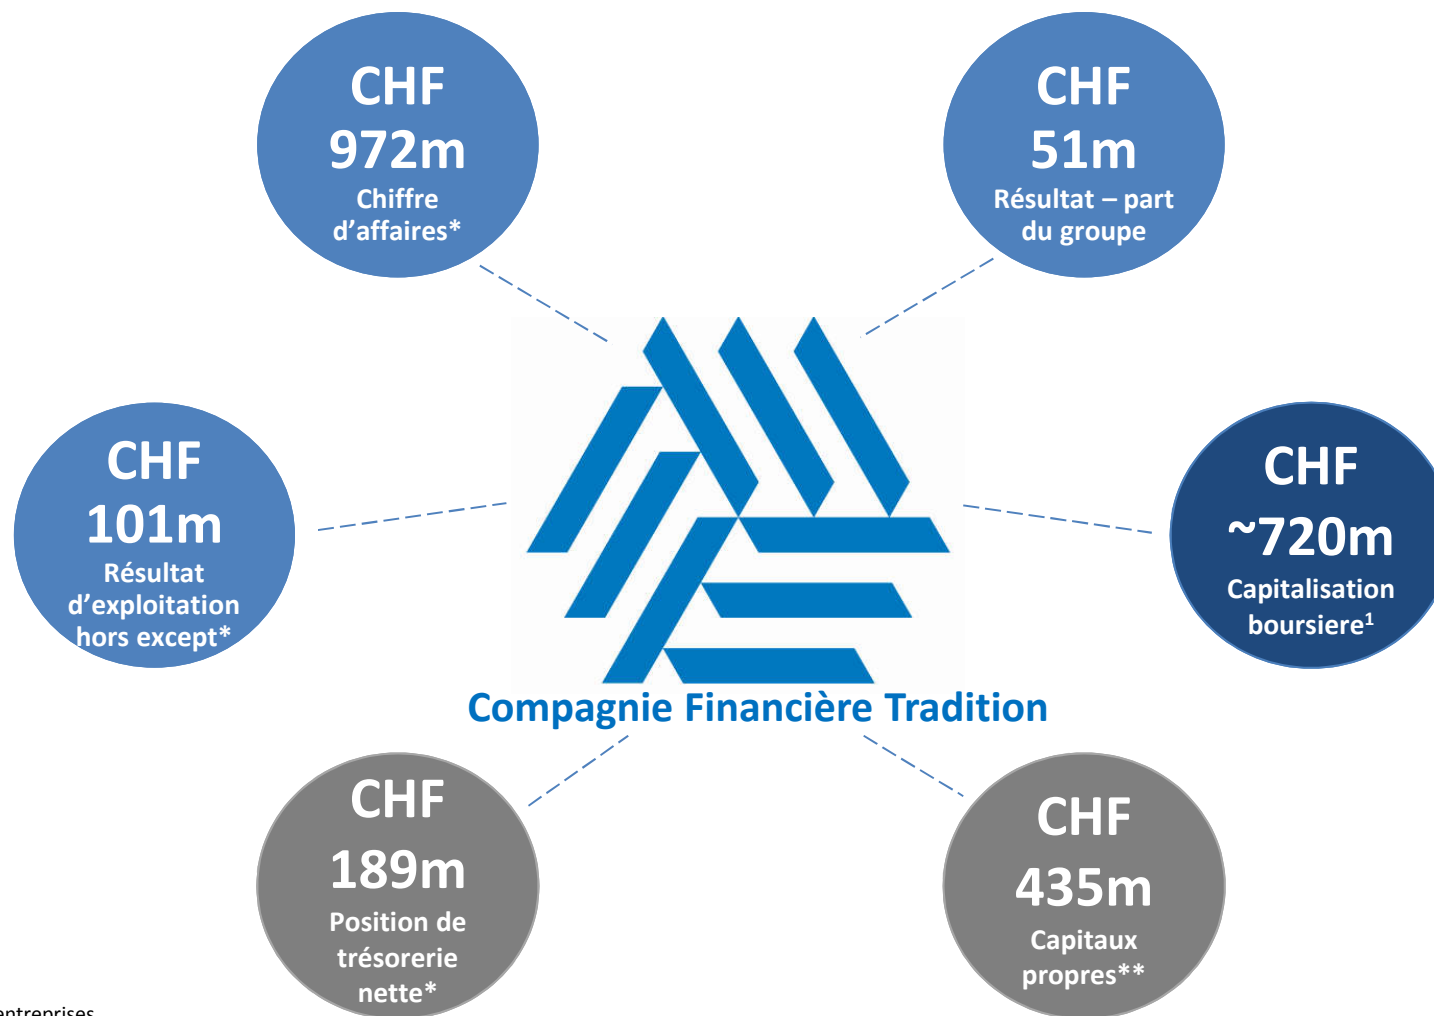 CHF
972m
Chiffre
d'affaires*
CHF
51m
Résultat – part
du groupe
CHF
101m
Résultat
d'exploitation
hors except*
CHF
~720m
Capitalisation
boursiere¹
Compagnie Financière Tradition
CHF
189m
Position de
trésorerie
nette*
CHF
435m
Capitaux
propres**
entreprises